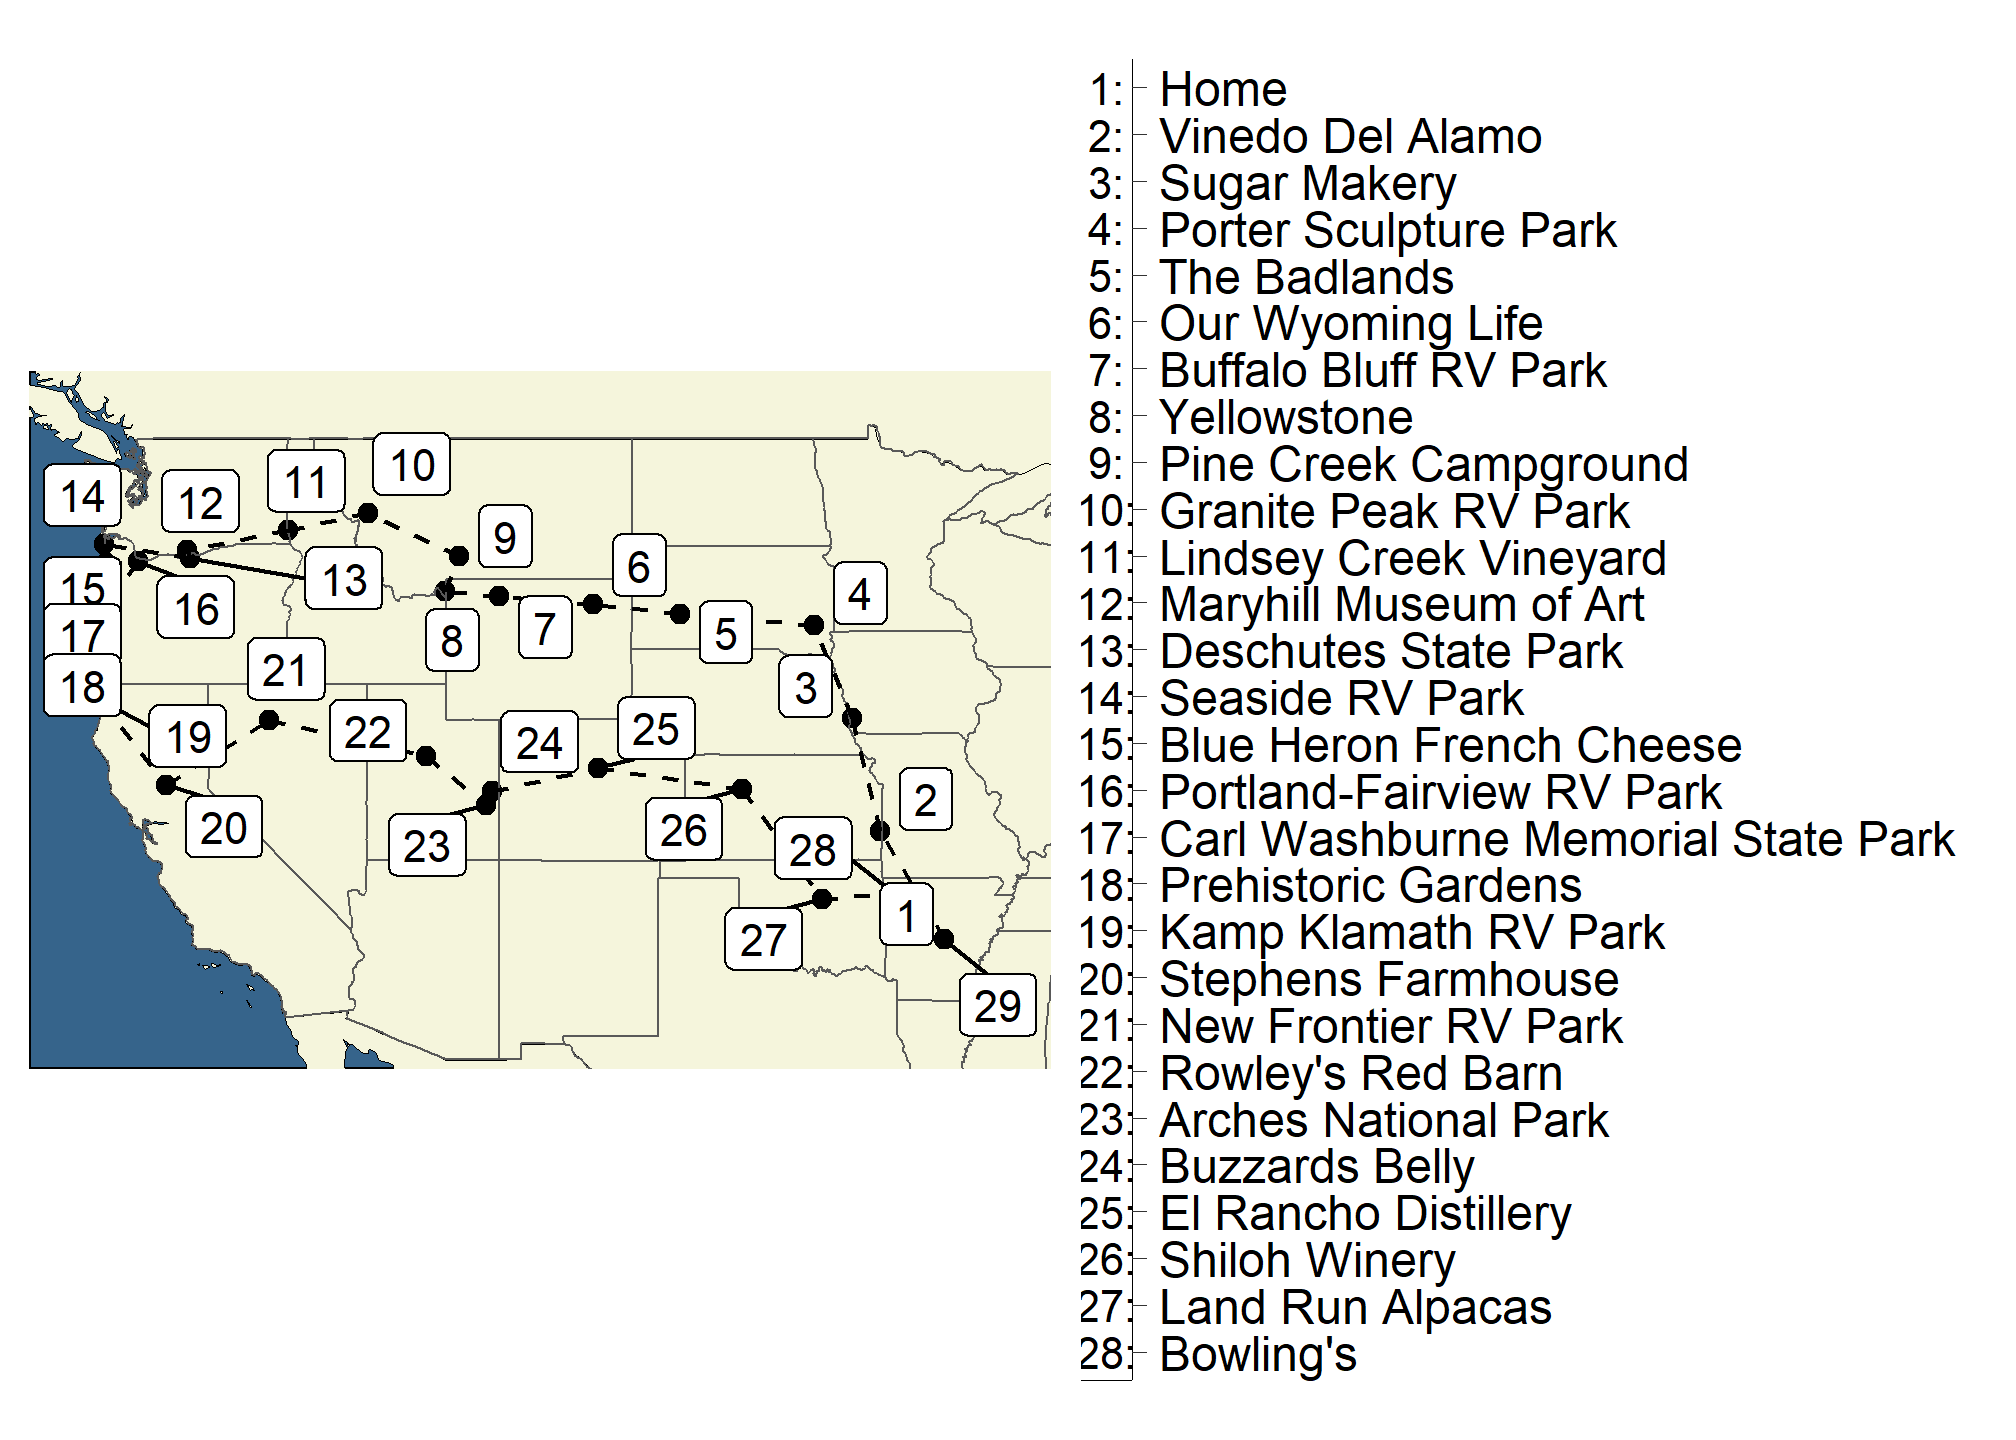 14
12
11
10
9
6
4
15
16
13
17
8
7
5
18
21
3
19
22
24
25
20
23
26
28
2
27
1
29
1: Home
2: Vinedo Del Alamo
3: Sugar Makery
4: Porter Sculpture Park
5: The Badlands
6: Our Wyoming Life
7: Buffalo Bluff RV Park
8: Yellowstone
9: Pine Creek Campground
10: Granite Peak RV Park
11: Lindsey Creek Vineyard
12: Maryhill Museum of Art
13: Deschutes State Park
14: Seaside RV Park
15: Blue Heron French Cheese
16: Portland-Fairview RV Park
17: Carl Washburne Memorial State Park
18: Prehistoric Gardens
19: Kamp Klamath RV Park
20: Stephens Farmhouse
21: New Frontier RV Park
22: Rowley's Red Barn
23: Arches National Park
24: Buzzards Belly
25: El Rancho Distillery
26: Shiloh Winery
27: Land Run Alpacas
28: Bowling's